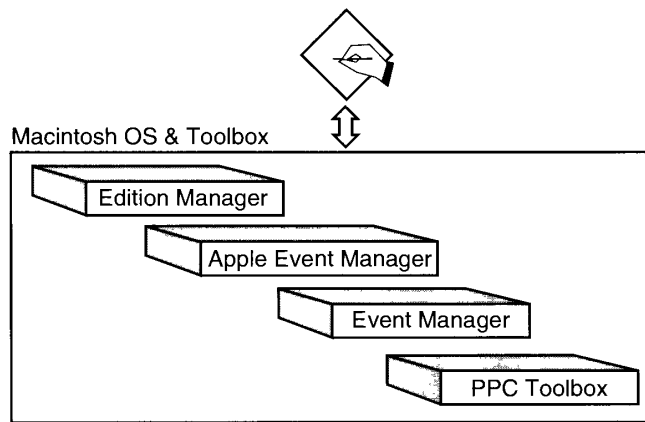 Macintosh OS & Toolbox
Edition Manager
Apple Event Manager
Event Manager
PPC Toolbox